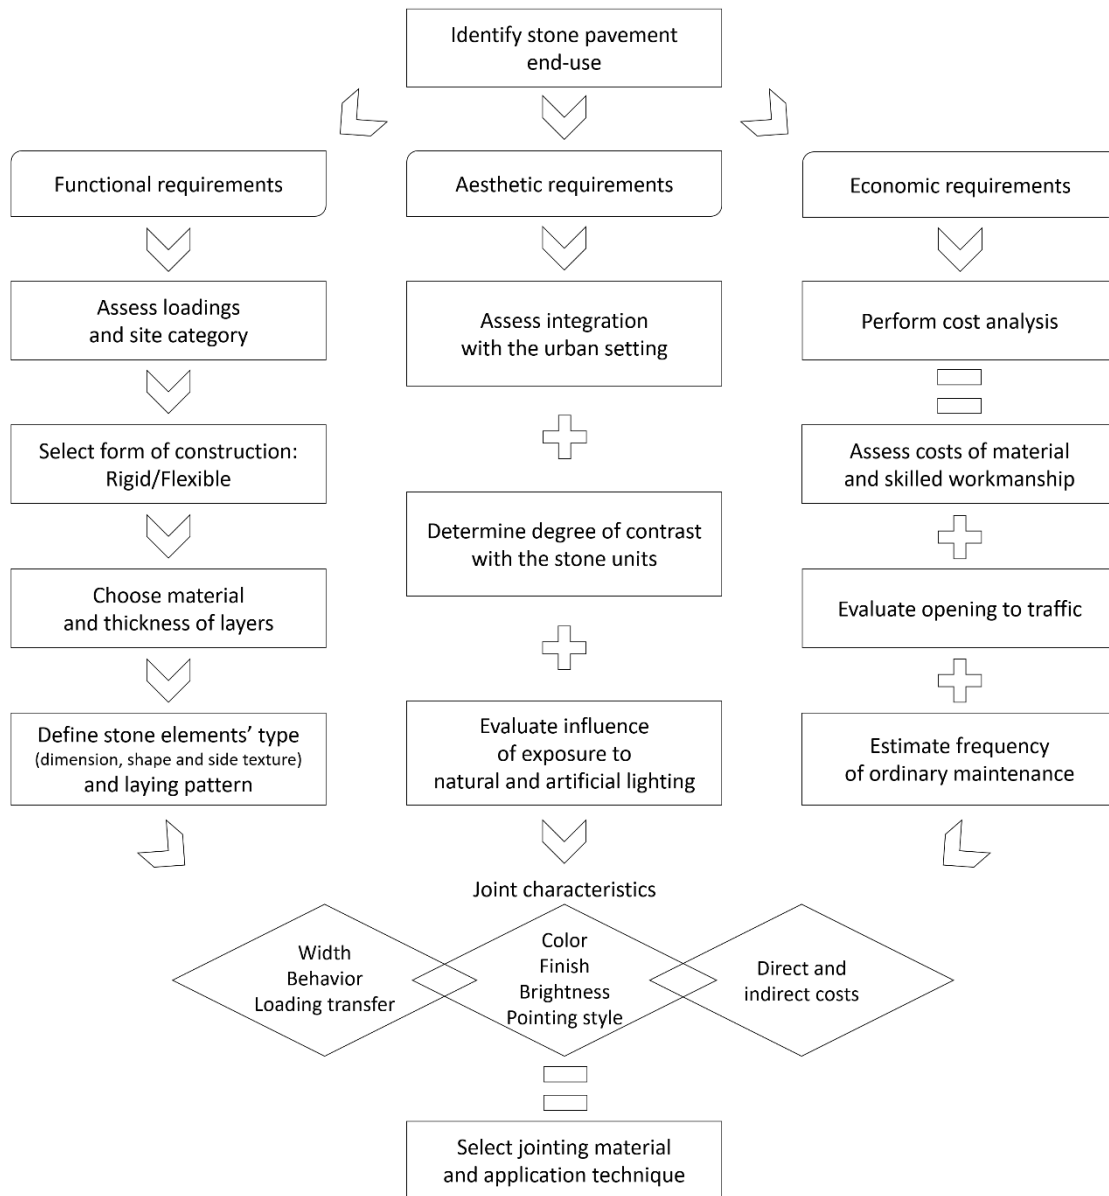 Identify stone pavement
end-use
Functional requirements
Aesthetic requirements
Economic requirements
Assess loadings
and site category
Assess integration
with the urban setting
Perform cost analysis
Select form of construction:
Rigid/Flexible
Assess costs of material
and skilled workmanship
Determine degree of contrast
with the stone units
Choose material
and thickness of layers
Evaluate opening to traffic
Define stone elements’ type
(dimension, shape and side texture)
and laying pattern
Evaluate influence
of exposure to
natural and artificial lighting
Estimate frequency
of ordinary maintenance
Joint characteristics
Width
Behavior
Loading transfer
Color
Finish
Brightness
Pointing style
Direct and
indirect costs
Select jointing material
and application technique